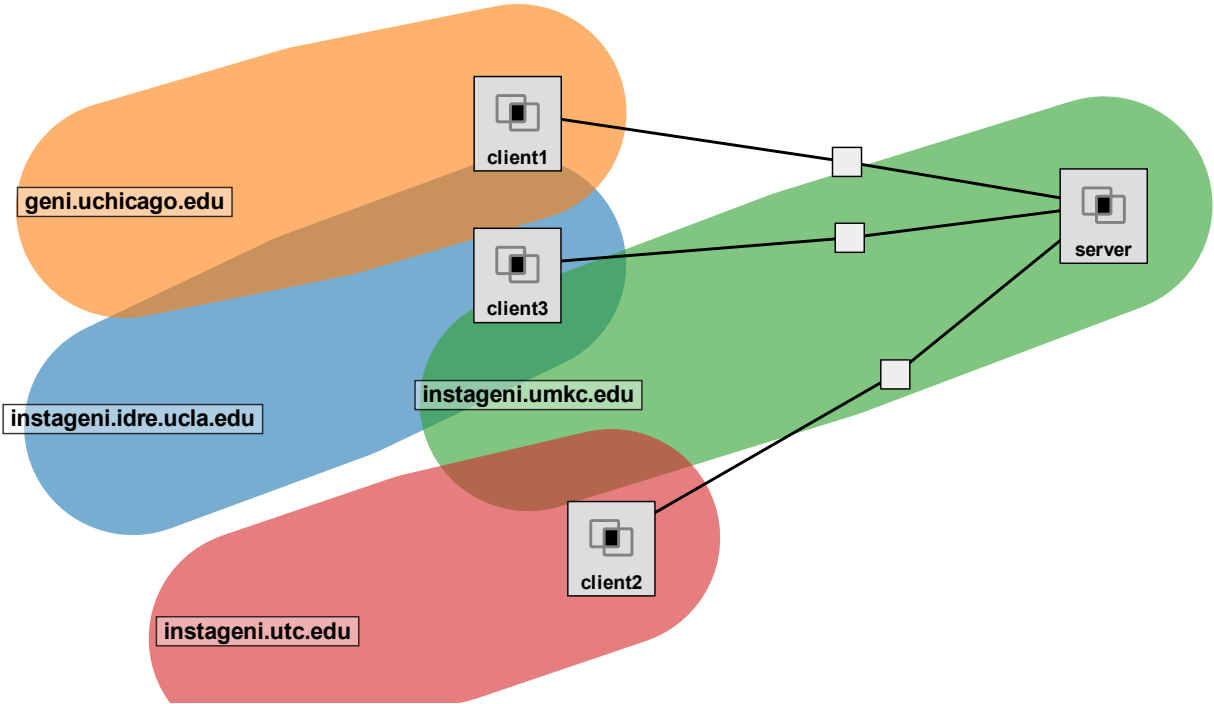 client1
geni.uchicago.edu
server
client3
instageni.umkc.edu
instageni.idre.ucla.edu
client2
instageni.utc.edu